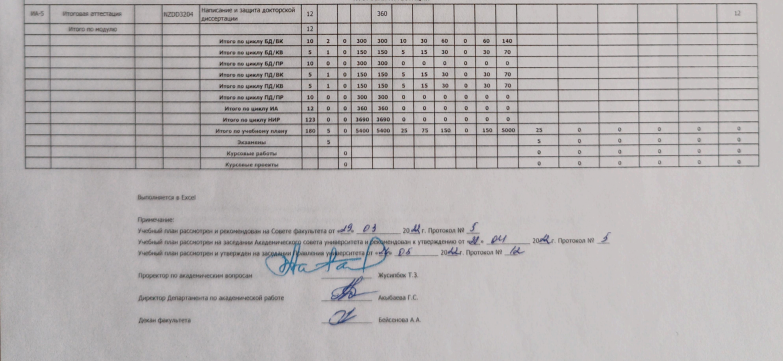 ИА-5 Итоговая аттестация NZDD3204 Написание и защита докторской диссертации 12 360 12
Итого по модулю 12
Итого по циклу БД/ВК 10 2 0 300 300 10 30 60 0 60 140
Итого по циклу БД/КВ 5 1 0 150 150 5 15 30 0 30 70
Итого по циклу БД/ПР 10 0 0 300 300 0 0 0 0 0 0
Итого по циклу ПД/ВК 5 1 0 150 150 5 15 30 0 30 70
Итого по циклу ПД/КВ 5 1 0 150 150 5 15 30 0 30 70
Итого по циклу ПД/ПР 10 0 0 300 300 0 0 0 0 0 0
Итого по циклу ИА 12 0 0 360 360 0 0 0 0 0 0
Итого по циклу НИР 123 0 0 3690 3690 0 0 0 0 0 0
Итого по учебному плану 180 5 0 5400 5400 25 75 150 0 150 5000 25 0 0 0 0 0
Экзамены 5 5 0 0 0 0 0
Курсовые работы 0 0 0 0 0 0 0
Курсовые проекты 0 0 0 0 0 0 0
Выполняется в Excel
Примечание:
Учебный план рассмотрен и рекомендован на Совете факультета от 03 20 г. Протокол № 5
Учебный план рассмотрен на заседании Академического совета университета и рекомендован к утверждению от « » 04 20 г. Протокол № 5
Учебный план рассмотрен и утвержден на заседании Правления университета от « » 05 20 г. Протокол № 12
Проректор по академическим вопросам Жусипбек Т.З.
Директор Департамента по академической работе Акыбаева Г.С.
Декан факультета Бейсенова А.А.